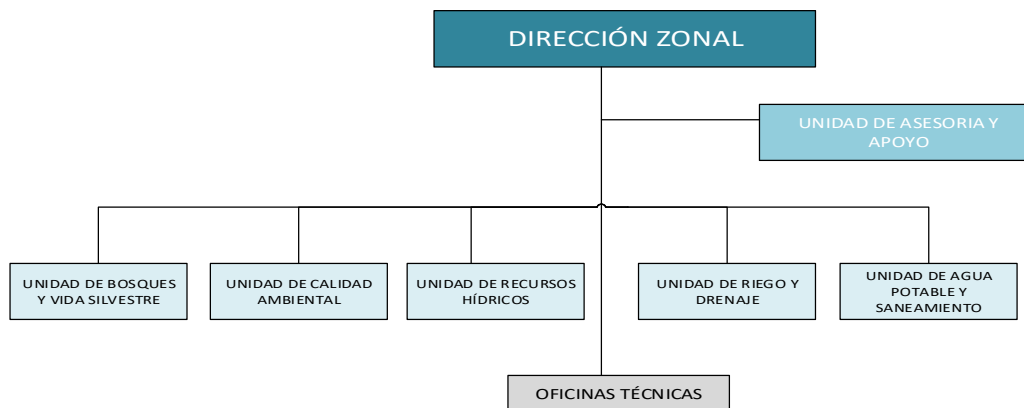 DIRECCIÓN ZONAL
UNIDAD DE ASESORIA Y
APOYO
UNIDAD DE BOSQUES
Y VIDA SILVESTRE
UNIDAD DE CALIDAD
AMBIENTAL
UNIDAD DE RECURSOS
HÍDRICOS
UNIDAD DE RIEGO Y
DRENAJE
UNIDAD DE AGUA
POTABLE Y
SANEAMIENTO
OFICINAS TÉCNICAS